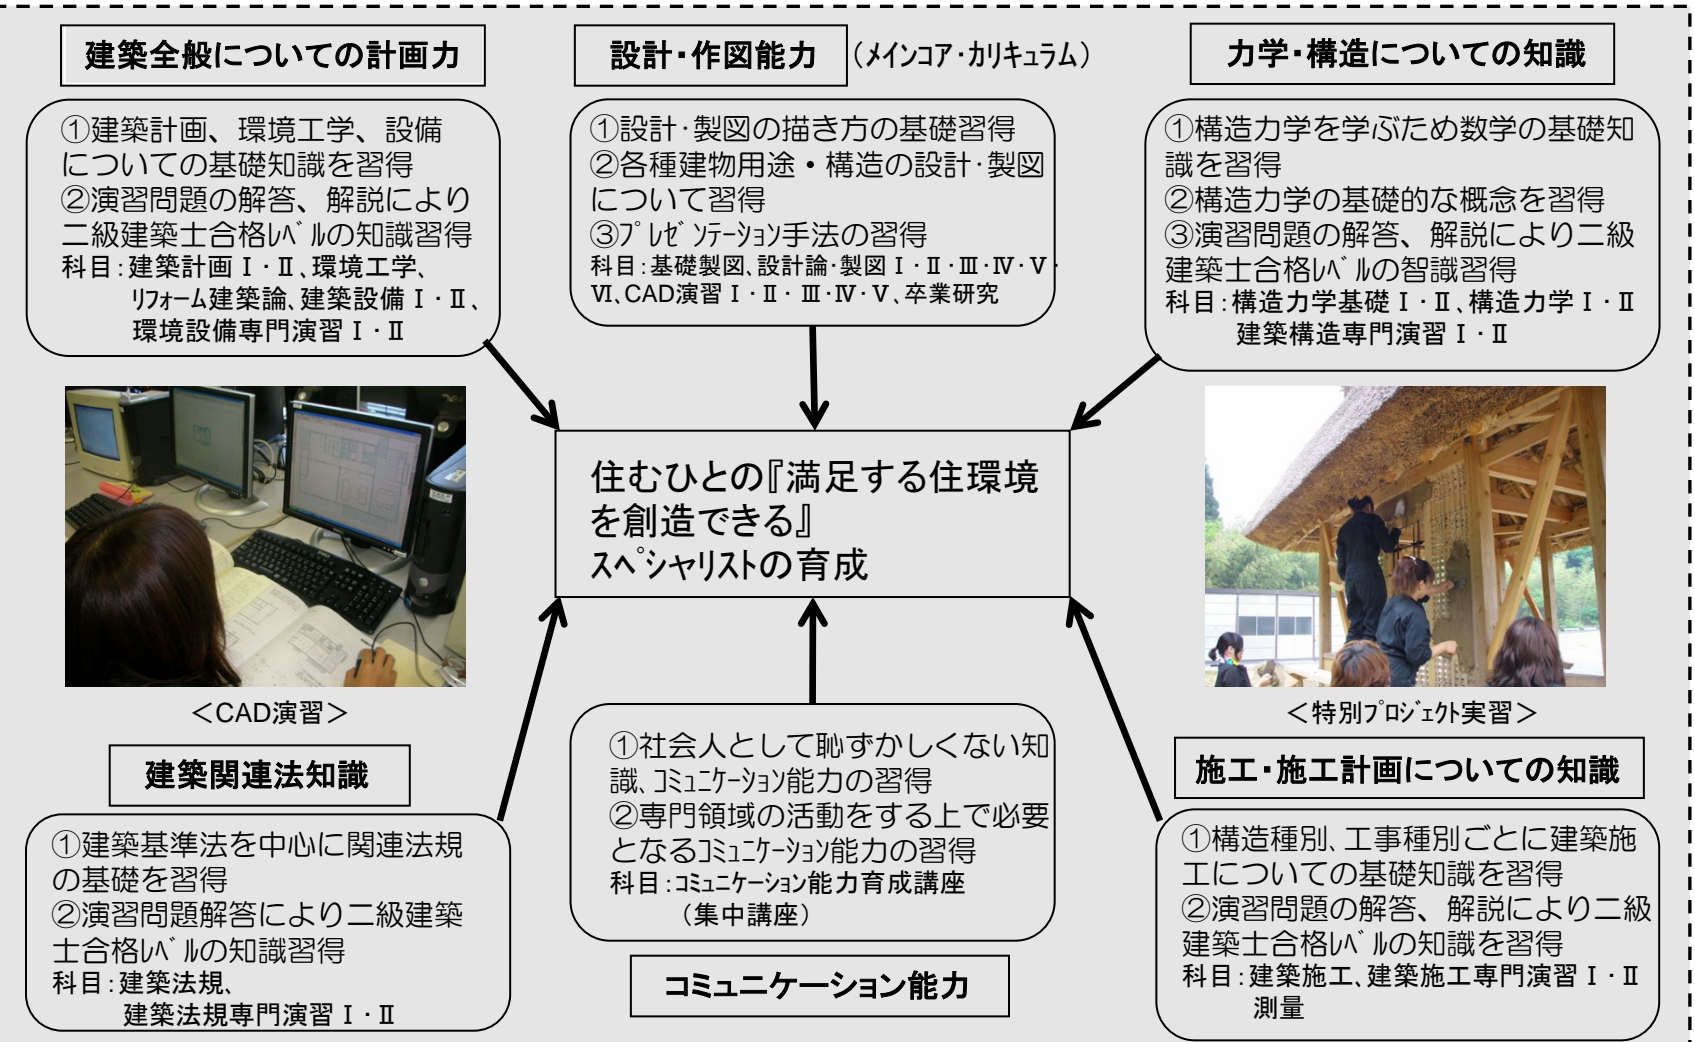 建築全般についての計画力
①建築計画、環境工学、設備
についての基礎知識を習得
②演習問題の解答、解説により
二級建築士合格ﾚﾍﾞﾙの知識習得
科目：建築計画Ⅰ・Ⅱ、環境工学、
ﾘﾌｫｰﾑ建築論、建築設備Ⅰ・Ⅱ、
環境設備専門演習Ⅰ・Ⅱ
設計・作図能力
（ﾒｲﾝｺｱ・ｶﾘｷｭﾗﾑ）
①設計・製図の描き方の基礎習得
②各種建物用途・構造の設計・製図
について習得
③ﾌﾟﾚｾﾞﾝﾃｰｼｮﾝ手法の習得
科目：基礎製図、設計論・製図Ⅰ・Ⅱ・Ⅲ・Ⅳ・Ⅴ・
Ⅵ、CAD演習Ⅰ・Ⅱ・Ⅲ・Ⅳ・Ⅴ、卒業研究
力学・構造についての知識
①構造力学を学ぶため数学の基礎知
識を習得
②構造力学の基礎的な概念を習得
③演習問題の解答、解説により二級
建築士合格ﾚﾍﾞﾙの智識習得
科目：構造力学基礎Ⅰ・Ⅱ、構造力学Ⅰ・Ⅱ
建築構造専門演習Ⅰ・Ⅱ
住むひとの『満足する住環境
を創造できる』
ｽﾍﾟｼｬﾘｽﾄの育成
＜CAD演習＞
＜特別ﾌﾟﾛｼﾞｪｸﾄ実習＞
建築関連法知識
①建築基準法を中心に関連法規
の基礎を習得
②演習問題解答により二級建築
士合格ﾚﾍﾞﾙの知識習得
科目：建築法規、
建築法規専門演習Ⅰ・Ⅱ
①社会人として恥ずかしくない知
識、ｺﾐｭﾆｹｰｼｮﾝ能力の習得
②専門領域の活動をする上で必要
となるｺﾐｭﾆｹｰｼｮﾝ能力の習得
科目：ｺﾐｭﾆｹｰｼｮﾝ能力育成講座
（集中講座）
コミュニケーション能力
施工・施工計画についての知識
①構造種別、工事種別ごとに建築施
工についての基礎知識を習得
②演習問題の解答、解説により二級
建築士合格ﾚﾍﾞﾙの知識を習得
科目：建築施工、建築施工専門演習Ⅰ・Ⅱ
測量